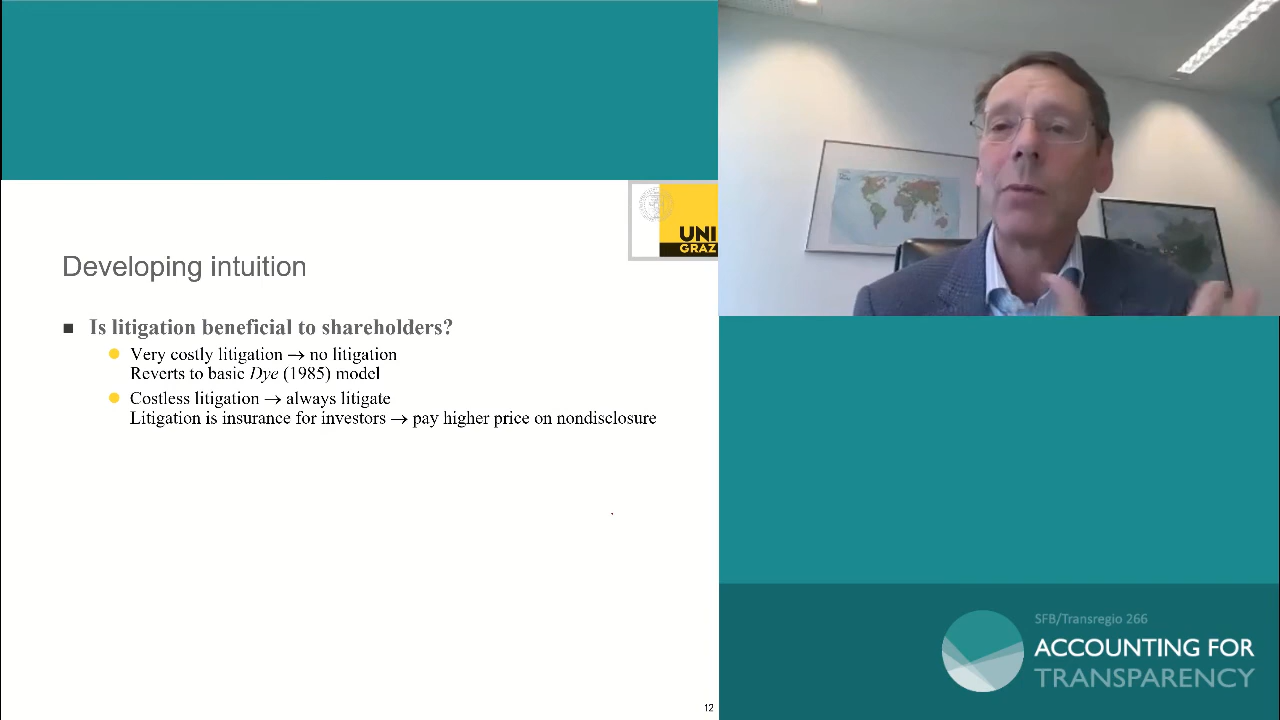 UNI
GRAZ
Developing intuition
Is litigation beneficial to shareholders?
Very costly litigation → no litigation
Reverts to basic Dye (1985) model
Costless litigation → always litigate
Litigation is insurance for investors → pay higher price on nondisclosure
12
SFB/Transregio 266
ACCOUNTING FOR
TRANSPARENCY